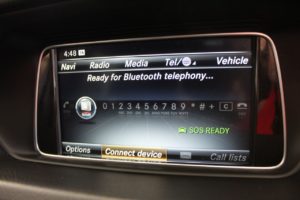 4:48
Navi Radio Media Tel/ Vehicle
Ready for Bluetooth telephony...
0 1 2 3 4 5 6 7 8 9 * # + C
SOS READY
Options Connect device Call lists